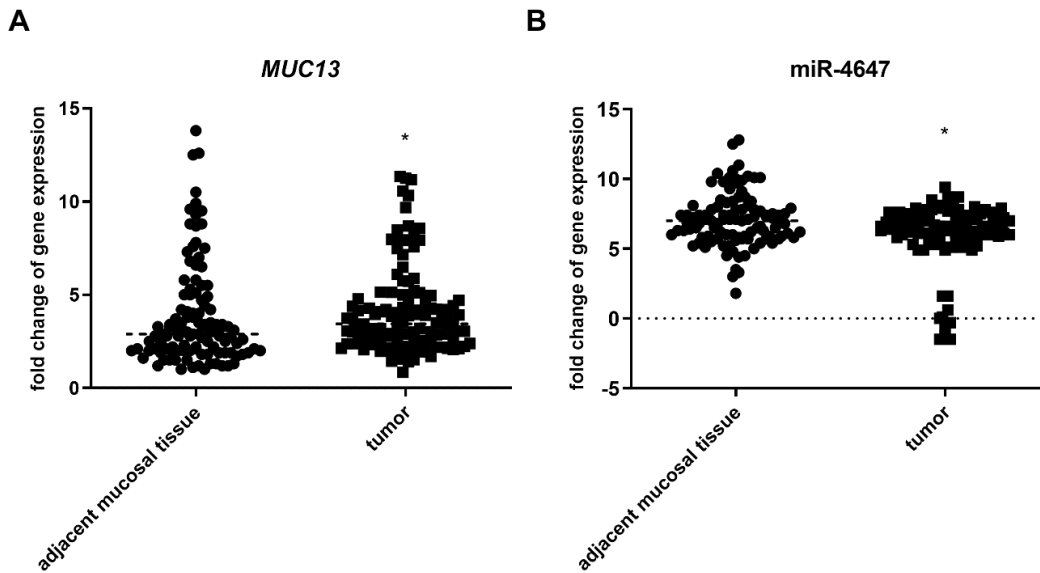 A
MUC13
fold change of gene expression
15
10
5
0
*
adjacent mucosal tissue
tumor
B
miR-4647
fold change of gene expression
15
10
5
0
-5
*
adjacent mucosal tissue
tumor